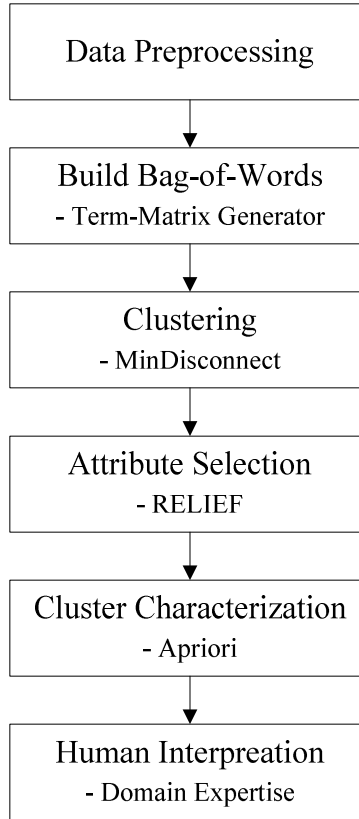 Data Preprocessing
Build Bag-of-Words
- Term-Matrix Generator
Clustering
- MinDisconnect
Attribute Selection
- RELIEF
Cluster Characterization
- Apriori
Human Interpreation
- Domain Expertise